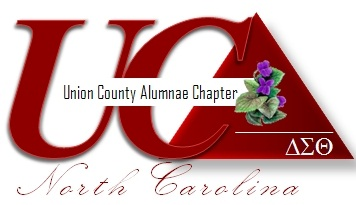 UC
Union County Alumnae Chapter
ΔΣΘ
North Carolina